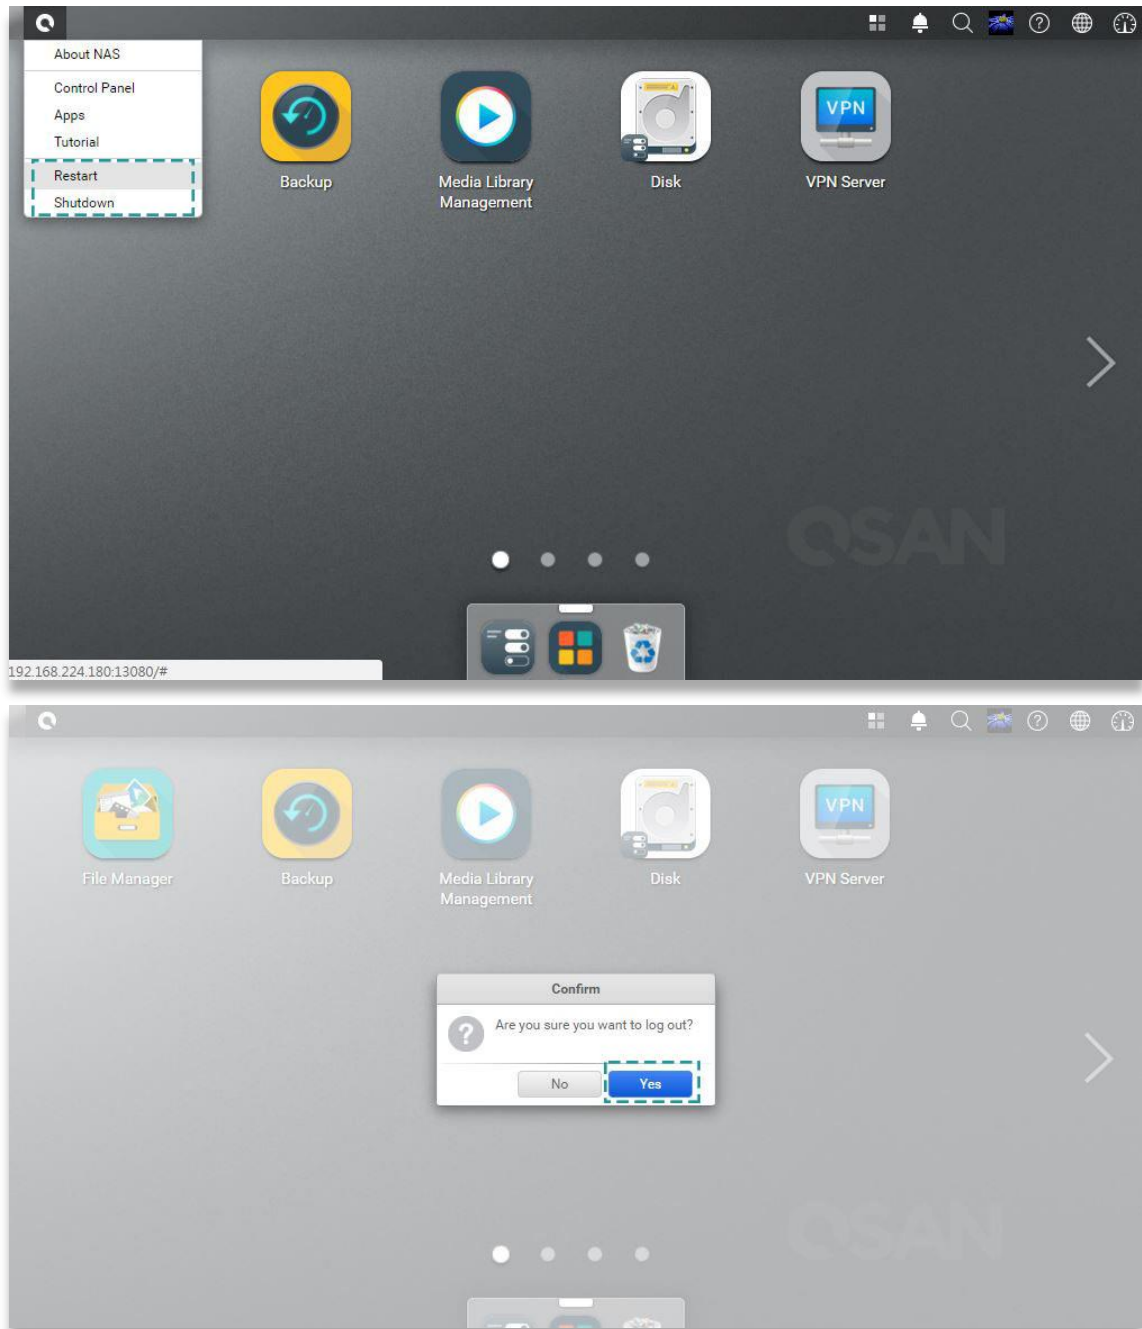 About NAS
Control Panel
Apps
Tutorial
Restart
Shutdown
VPN
Backup
Media Library
Management
Disk
VPN Server
QSAN
192.168.224.180:13080/#
VPN
File Manager
Backup
Media Library
Management
Disk
VPN Server
Confirm
Are you sure you want to log out?
No
Yes
QSAN